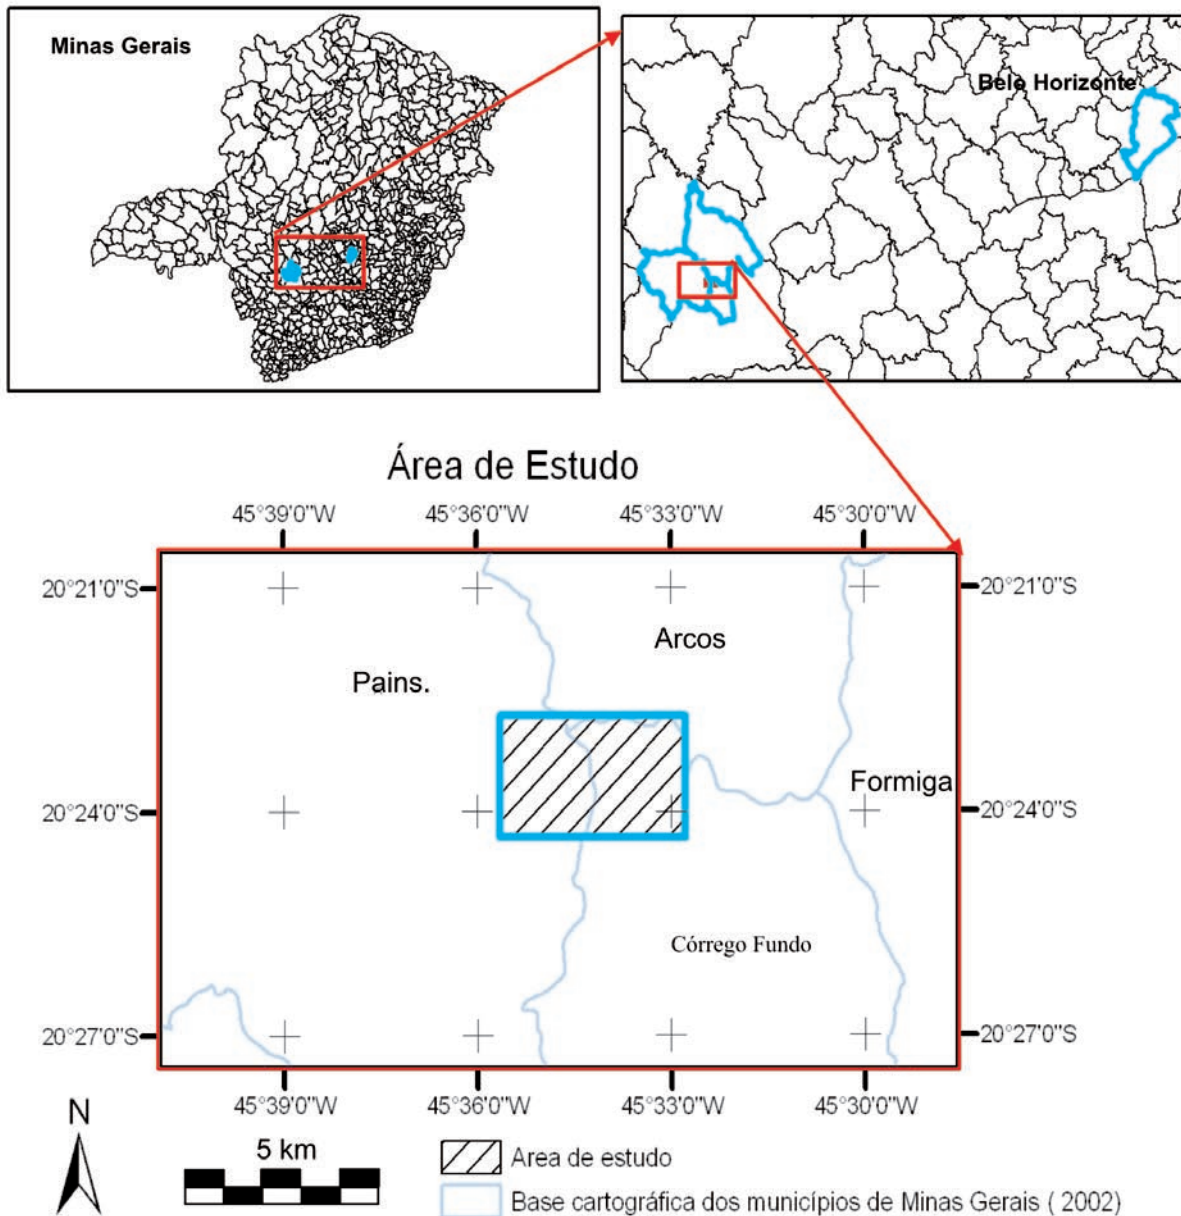 Minas Gerais
Belo Horizonte
Área de Estudo
45°39'0"W 45°36'0"W 45°33'0"W 45°30'0"W
20°21'0"S 20°21'0"S
Arcos
Pains.
Formiga
20°24'0"S 20°24'0"S
Córrego Fundo
20°27'0"S 20°27'0"S
45°39'0"W 45°36'0"W 45°33'0"W 45°30'0"W
N
5 km
Area de estudo
Base cartográfica dos municípios de Minas Gerais ( 2002)